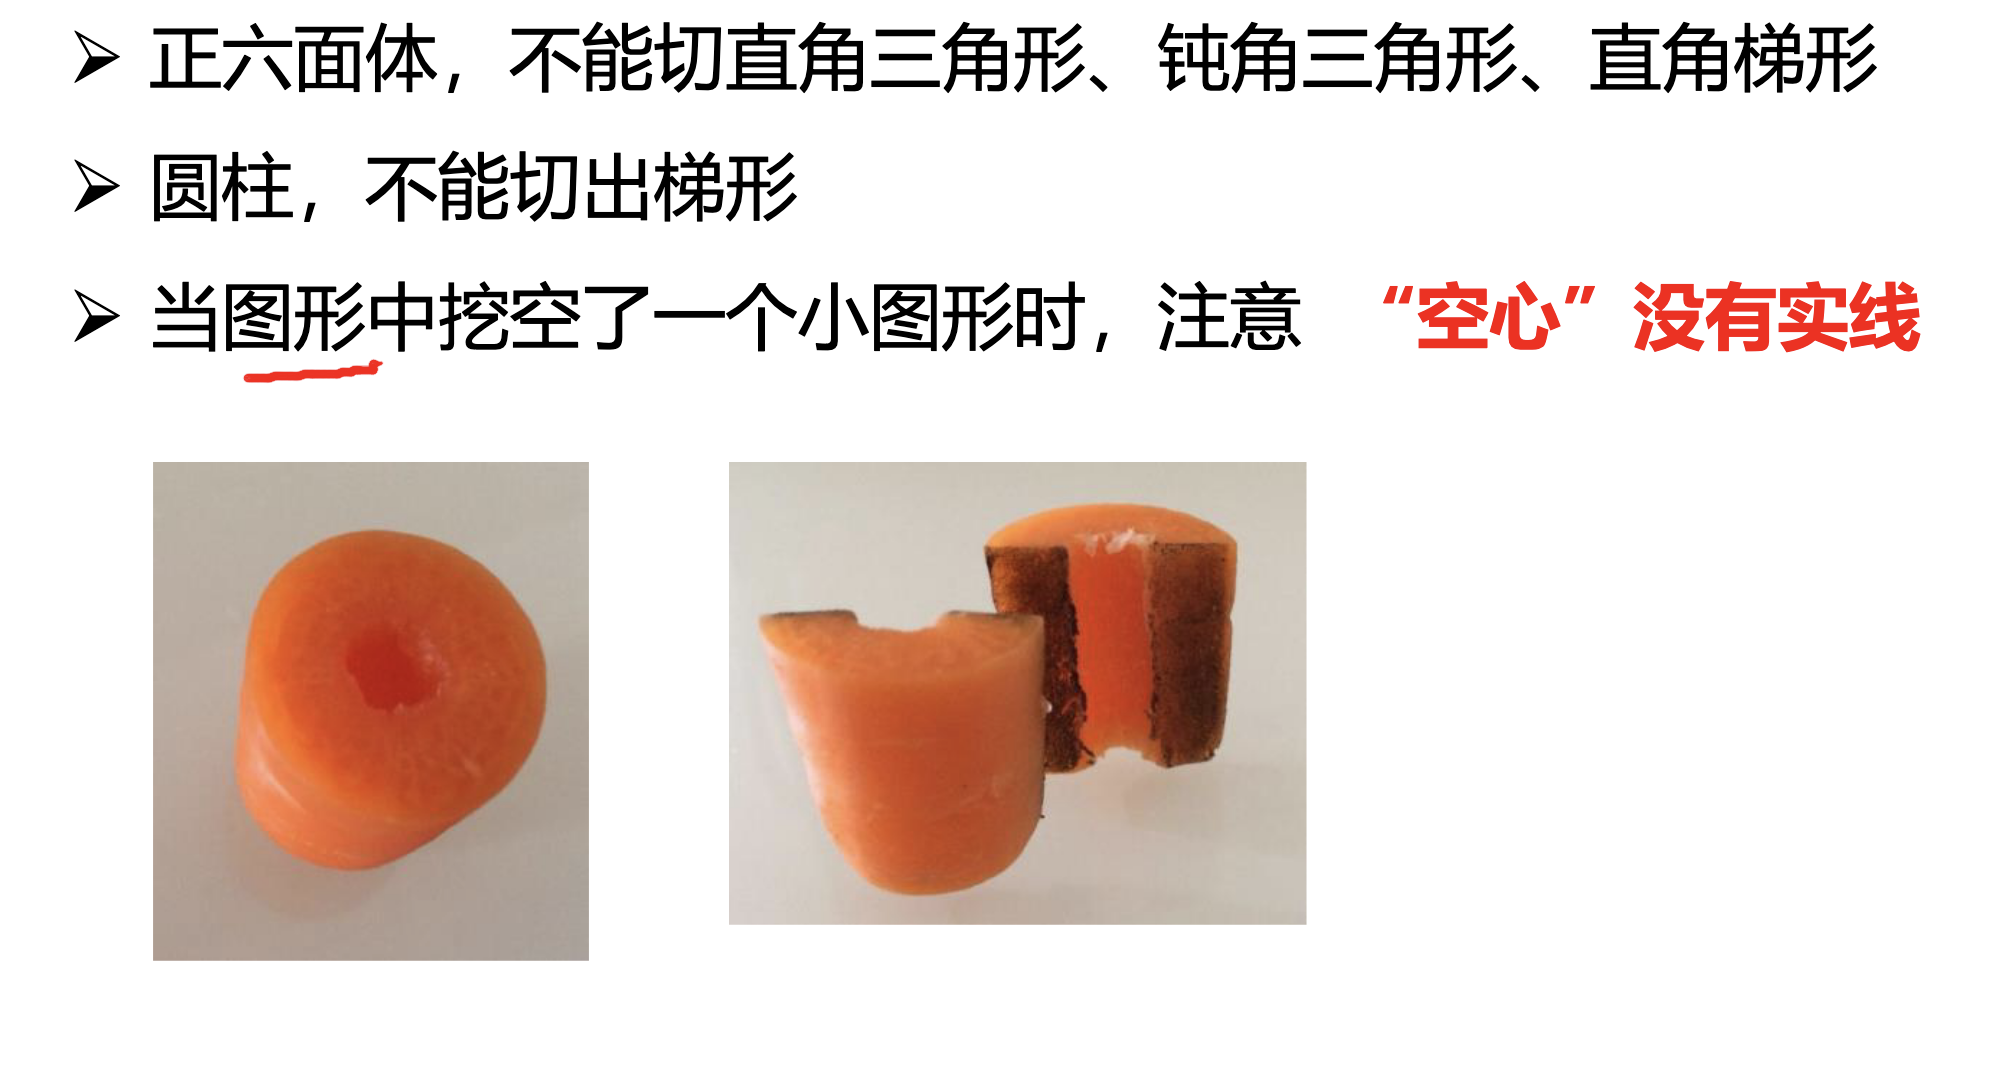 正六面体，不能切直角三角形、钝角三角形、直角梯形
圆柱，不能切出梯形
当图形中挖空了一个小图形时，注意 “空心”没有实线